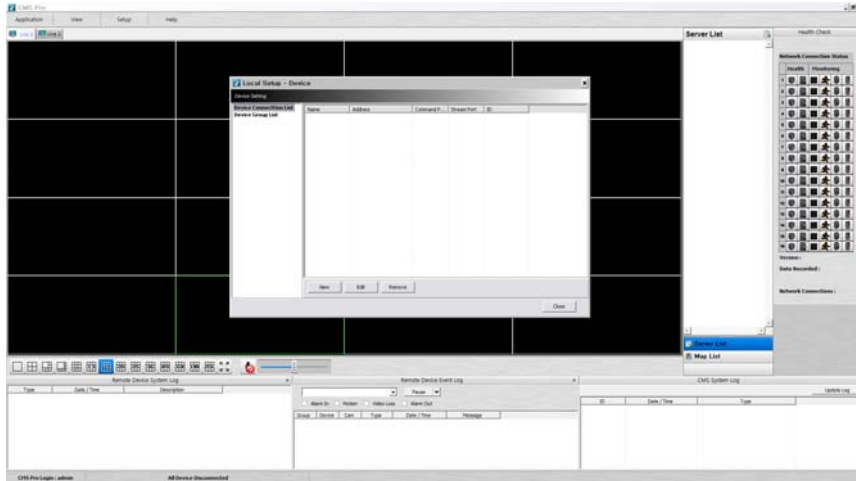 CMS Pro
Application View Setup Help
Live 1 Live 2
Server List
Health Check
Network Connection Status
Health Monitoring
Local Setup - Device
Device Setting
Device Connection List
Device Group List
Name Address Command P... Stream Port ID
New Edit Remove
Close
Version :
Data Recorded :
Network Connections :
Server List
Map List
Remote Device System Log
Type Date / Time Description
Remote Device Event Log
Pause
Alarm In Motion Video Loss Alarm Out
Group Device Cam Type Date / Time Message
CMS System Log
Update Log
ID Date / Time Type
CMS Pro Login : admin All Device Disconnected